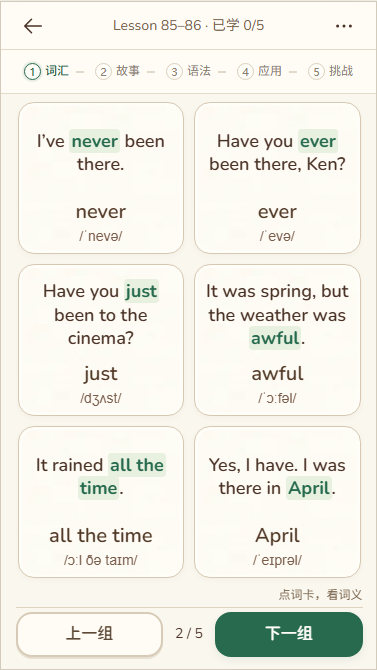 Lesson 85–86 · 已学 0/5
1 词汇 – 2 故事 – 3 语法 – 4 应用 – 5 挑战
I’ve never been
there.
never
/ˈnevə/
Have you ever
been there, Ken?
ever
/ˈevə/
Have you just
been to the
cinema?
just
/dʒʌst/
It was spring, but
the weather was
awful.
awful
/ˈɔːfəl/
It rained all the
time.
all the time
/ɔːl ðə taɪm/
Yes, I have. I was
there in April.
April
/ˈeɪprəl/
点词卡，看词义
上一组
2 / 5
下一组